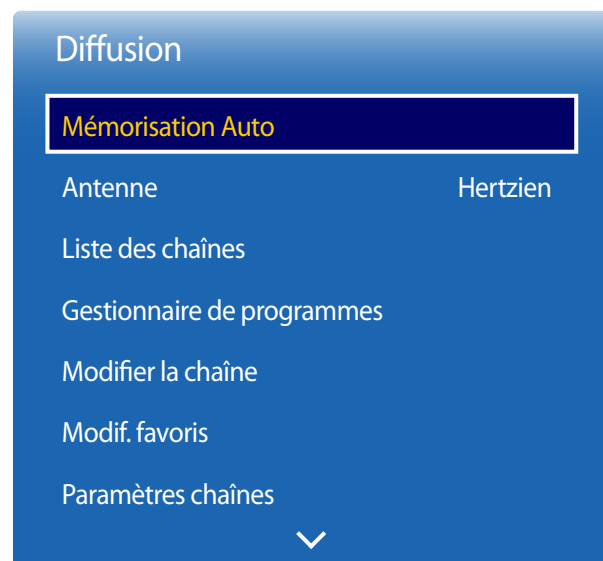 Diffusion
Mémorisation Auto
Antenne Hertzien
Liste des chaînes
Gestionnaire de programmes
Modifier la chaîne
Modif. favoris
Paramètres chaînes